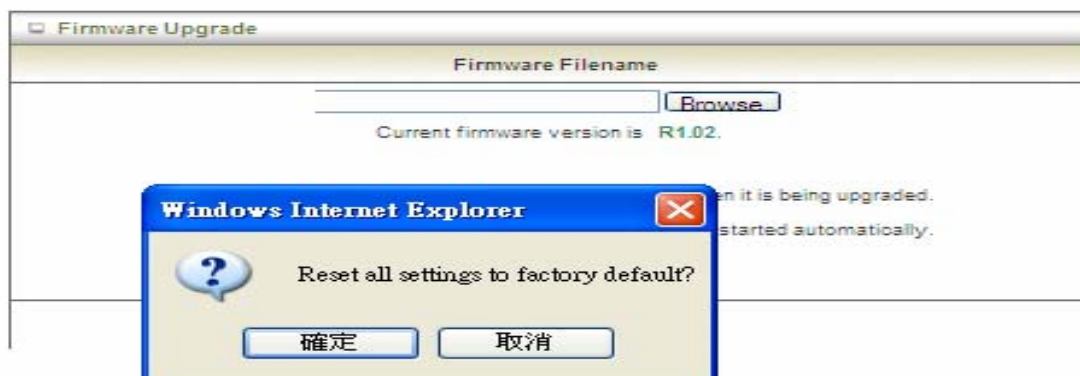 Firmware Upgrade
Firmware Filename
Browse
Current firmware version is R1.02.
it is being upgraded.
started automatically.
Windows Internet Explorer
Reset all settings to factory default?
確定
取消